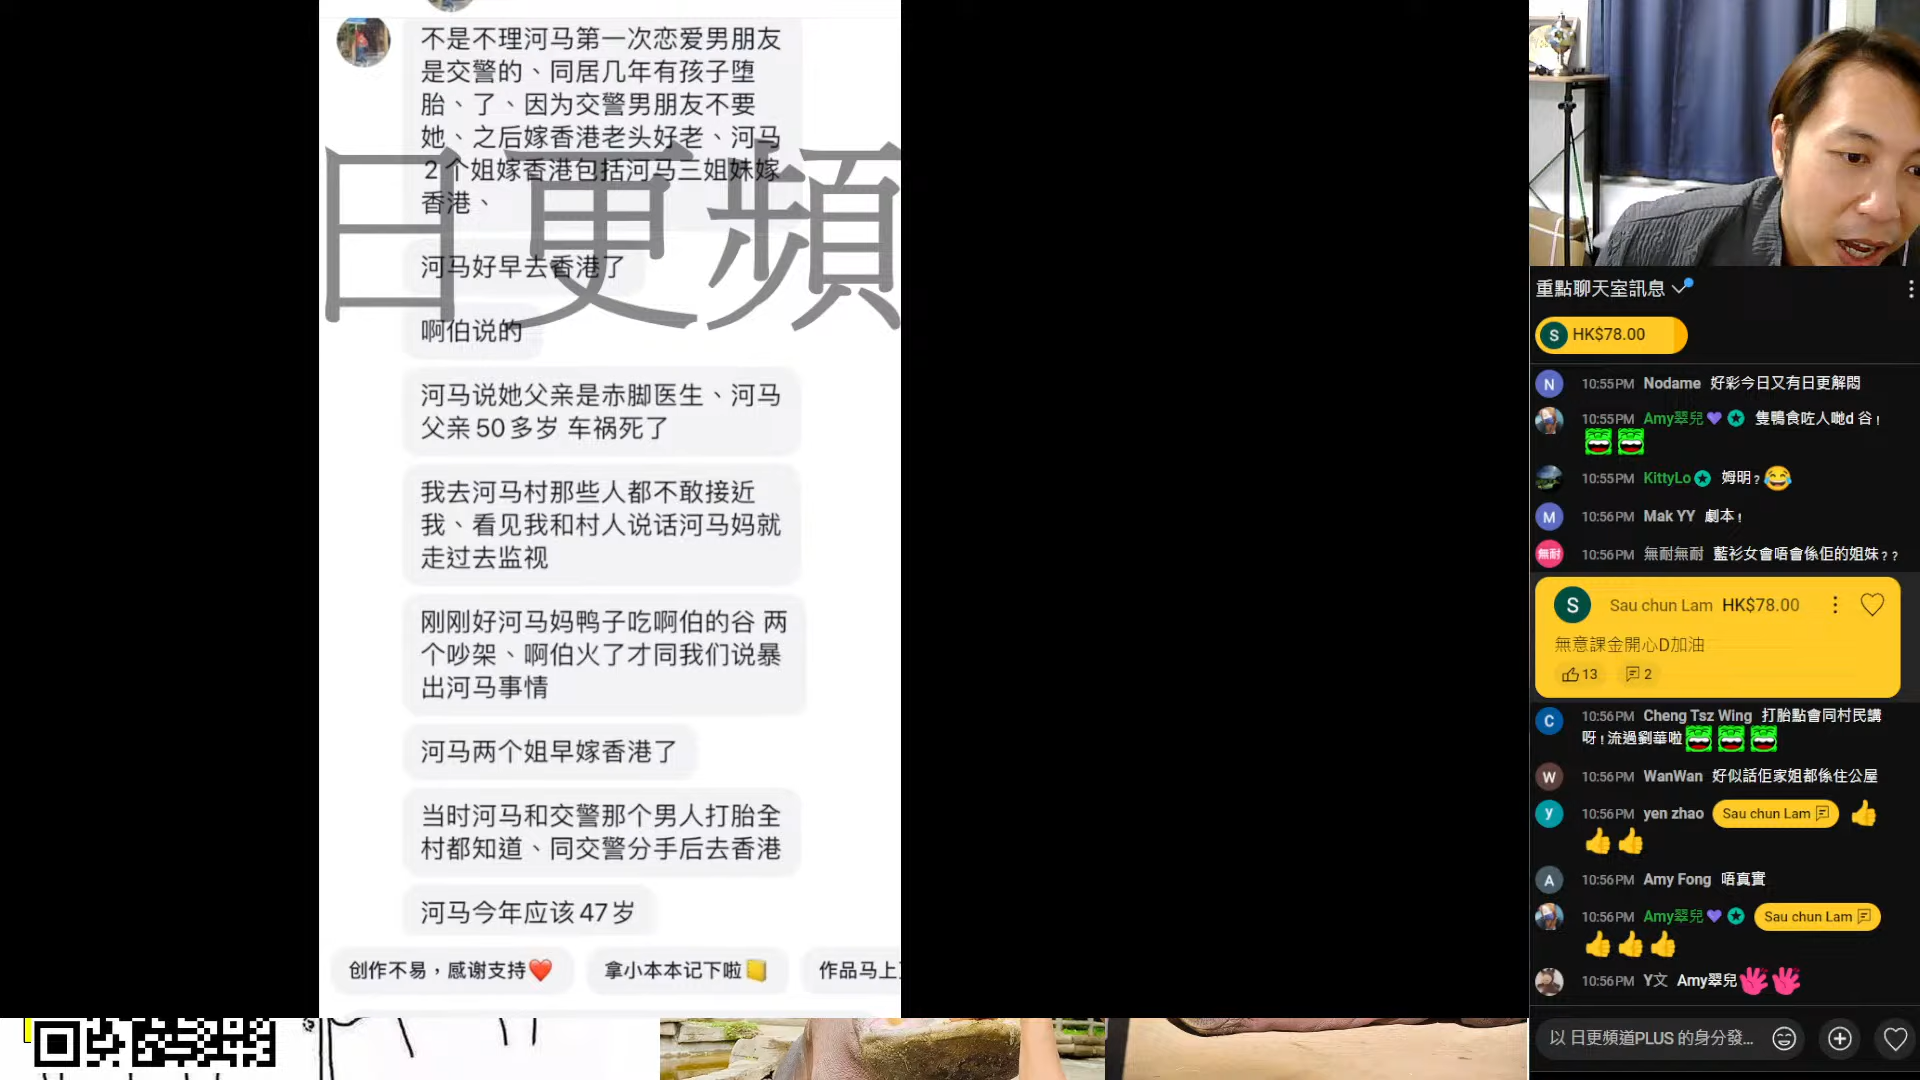 不是不理河马第一次恋爱男朋友
是交警的、同居几年有孩子堕
胎、了、因为交警男朋友不要
她、之后嫁香港老头好老、河马
2个姐嫁香港包括河马三姐妹嫁
香港、
日更頻
河马好早去香港了
啊伯说的
河马说她父亲是赤脚医生、河马
父亲50多岁 车祸死了
我去河马村那些人都不敢接近
我、看见我和村人说话河马妈就
走过去监视
刚刚好河马妈鸭子吃啊伯的谷 两
个吵架、啊伯火了才同我们说暴
出河马事情
河马两个姐早嫁香港了
当时河马和交警那个男人打胎全
村都知道、同交警分手后去香港
河马今年应该47岁
创作不易，感谢支持❤️
拿小本本记下啦📒
作品马上
重點聊天室訊息
S HK$78.00
N 10:55PM Nodame 好彩今日又有日更解悶
10:55PM Amy翠兒💜 隻鴨食咗人哋d 谷!
10:55PM KittyLo 姆明?😂
M 10:56PM Mak YY 劇本!
無耐 10:56PM 無耐無耐 藍衫女會唔會係佢的姐妹??
S Sau chun Lam HK$78.00
無意課金開心D加油
13 2
C 10:56PM Cheng Tsz Wing 打胎點會同村民講
呀!流過劉華啦
W 10:56PM WanWan 好似話佢家姐都係住公屋
y 10:56PM yen zhao Sau chun Lam 👍
👍👍
A 10:56PM Amy Fong 唔真實
10:56PM Amy翠兒💜 Sau chun Lam
👍👍👍
10:56PM Y文 Amy翠兒
以 日更頻道PLUS 的身分發...